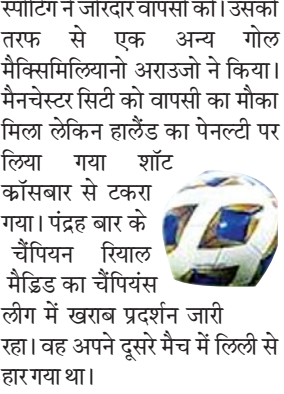 स्पोर्टिंग ने जोरदार वापसी की। उसकी
तरफ से एक अन्य गोल
मैक्सिमिलियानो अराउजो ने किया।
मैनचेस्टर सिटी को वापसी का मौका
मिला लेकिन हालैंड का पेनल्टी पर
लिया गया शॉट
क्रॉसबार से टकरा
गया। पंद्रह बार के
चैंपियन रियाल
मैड्रिड का चैंपियंस
लीग में खराब प्रदर्शन जारी
रहा। वह अपने दूसरे मैच में लिली से
हार गया था।